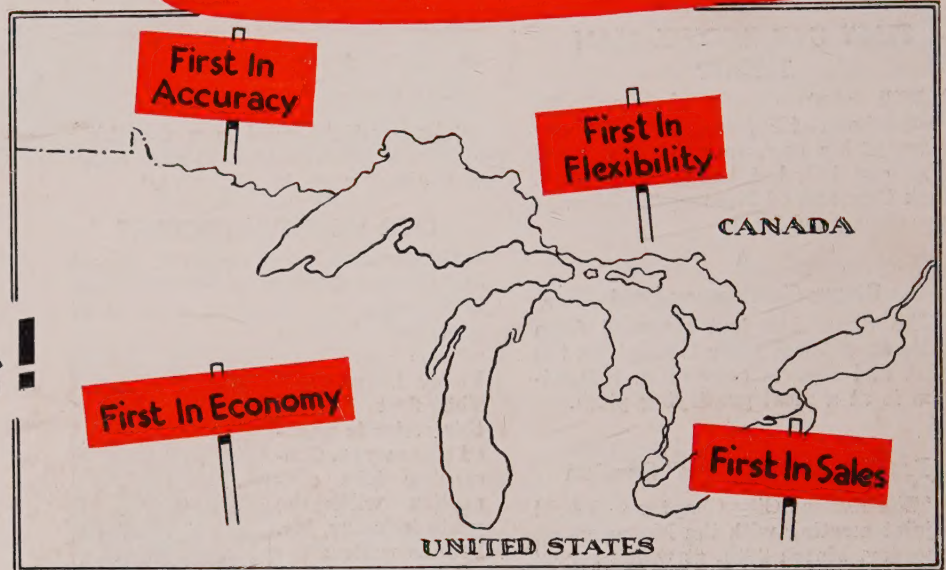 First In
Accuracy
First In
Flexibility
CANADA
First In Economy
First In Sales
UNITED STATES